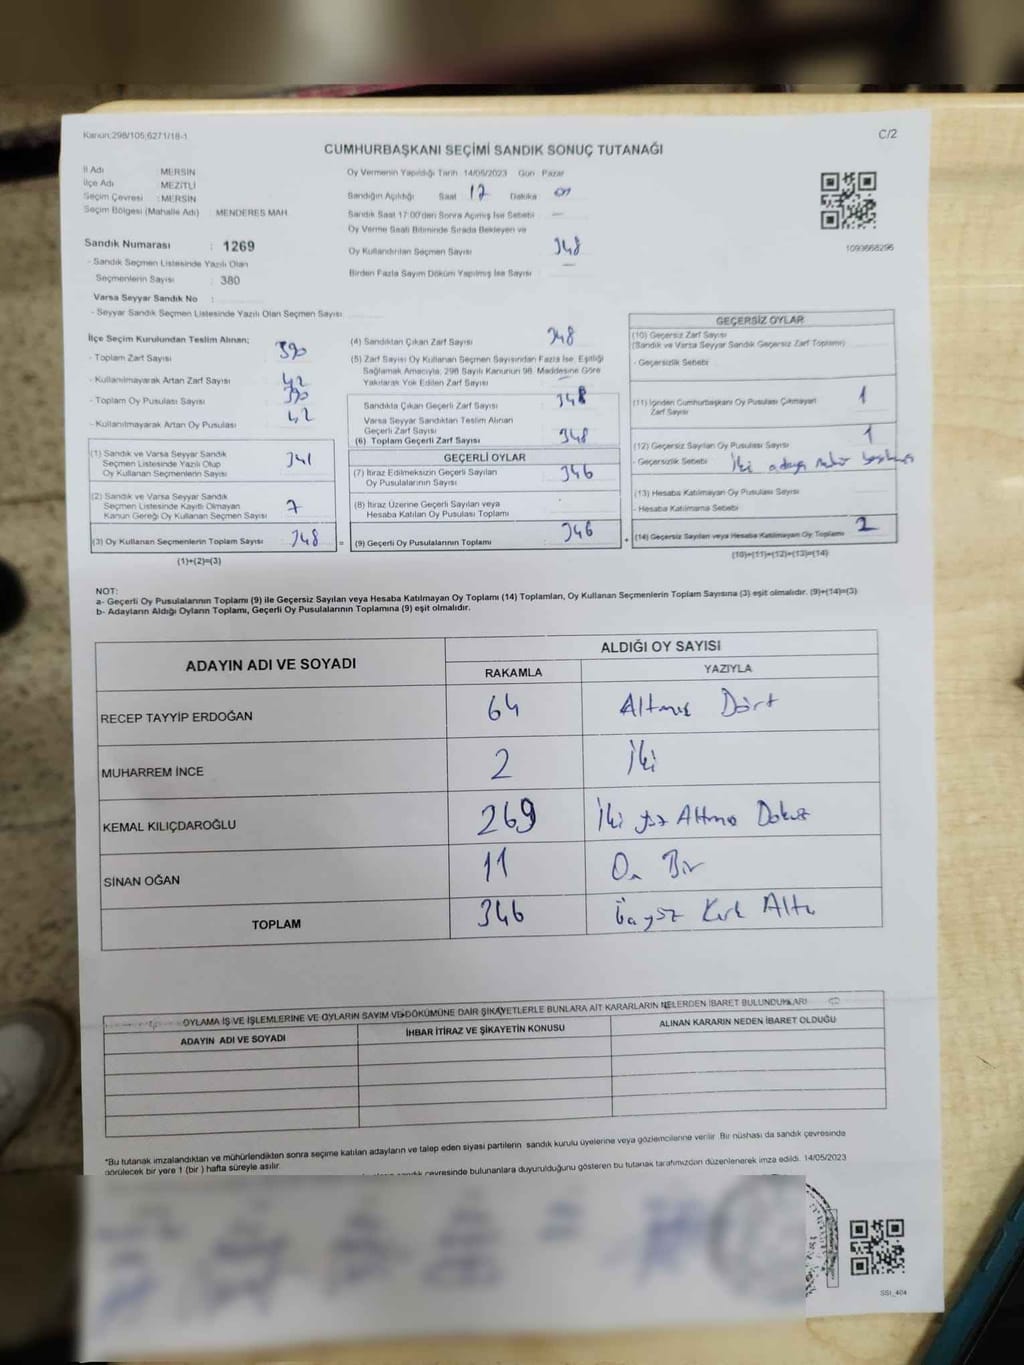 Kanun:298/105;6271/18-1
C/2
CUMHURBAŞKANI SEÇİMİ SANDIK SONUÇ TUTANAĞI
İl Adı : MERSİN
İlçe Adı : MEZİTLİ
Seçim Çevresi : MERSİN
Seçim Bölgesi (Mahalle Adı) : MENDERES MAH.
Sandık Numarası : 1269
- Sandık Seçmen Listesinde Yazılı Olan
Seçmenlerin Sayısı : 380
Varsa Seyyar Sandık No :
- Seyyar Sandık Seçmen Listesinde Yazılı Olan Seçmen Sayısı:
Oy Vermenin Yapıldığı Tarih 14/05/2023 Gün Pazar
Sandığın Açıldığı Saat 17 Dakika 00
Sandık Saat 17:00'den Sonra Açılmış İse Sebebi —
Oy Verme Saati Bitiminde Sırada Bekleyen ve
Oy Kullandırılan Seçmen Sayısı 348
Birden Fazla Sayım Döküm Yapılmış İse Sayısı —
1093668296
İlçe Seçim Kurulundan Teslim Alınan;
- Toplam Zarf Sayısı 390
- Kullanılmayarak Artan Zarf Sayısı 42
- Toplam Oy Pusulası Sayısı 390
- Kullanılmayarak Artan Oy Pusulası 42
(1) Sandık ve Varsa Seyyar Sandık
Seçmen Listesinde Yazılı Olup
Oy Kullanan Seçmenlerin Sayısı 341
(2) Sandık ve Varsa Seyyar Sandık
Seçmen Listesinde Kayıtlı Olmayan
Kanun Gereği Oy Kullanan Seçmen Sayısı 7
(3) Oy Kullanan Seçmenlerin Toplam Sayısı 348 =
(1)+(2)=(3)
(4) Sandıktan Çıkan Zarf Sayısı 348
(5) Zarf Sayısı Oy Kullanan Seçmen Sayısından Fazla İse, Eşitliği
Sağlamak Amacıyla, 298 Sayılı Kanunun 98. Maddesine Göre
Yakılarak Yok Edilen Zarf Sayısı —
Sandıkta Çıkan Geçerli Zarf Sayısı 348
Varsa Seyyar Sandıktan Teslim Alınan
Geçerli Zarf Sayısı
(6) Toplam Geçerli Zarf Sayısı 348
GEÇERLİ OYLAR
(7) İtiraz Edilmeksizin Geçerli Sayılan
Oy Pusulalarının Sayısı 346
(8) İtiraz Üzerine Geçerli Sayılan veya
Hesaba Katılan Oy Pusulası Toplamı
(9) Geçerli Oy Pusulalarının Toplamı 346 +
GEÇERSİZ OYLAR
(10) Geçersiz Zarf Sayısı
(Sandık ve Varsa Seyyar Sandık Geçersiz Zarf Toplamı)
- Geçersizlik Sebebi
(11) İçinden Cumhurbaşkanı Oy Pusulası Çıkmayan
Zarf Sayısı 1
(12) Geçersiz Sayılan Oy Pusulası Sayısı 1
- Geçersizlik Sebebi İki adaya mühür
(13) Hesaba Katılmayan Oy Pusulası Sayısı
- Hesaba Katılmama Sebebi
(14) Geçersiz Sayılan veya Hesaba Katılmayan Oy Toplamı 2
(10)+(11)+(12)+(13)=(14)
NOT:
a- Geçerli Oy Pusulalarının Toplamı (9) ile Geçersiz Sayılan veya Hesaba Katılmayan Oy Toplamı (14) Toplamları, Oy Kullanan Seçmenlerin Toplam Sayısına (3) eşit olmalıdır. (9)+(14)=(3)
b- Adayların Aldığı Oyların Toplamı, Geçerli Oy Pusulalarının Toplamına (9) eşit olmalıdır.
ADAYIN ADI VE SOYADI
ALDIĞI OY SAYISI
RAKAMLA YAZIYLA
RECEP TAYYİP ERDOĞAN 64 Altmış Dört
MUHARREM İNCE 2 İki
KEMAL KILIÇDAROĞLU 269 İki yüz Altmış Dokuz
SİNAN OĞAN 11 On Bir
TOPLAM 346 Üçyüz Kırk Altı
OYLAMA İŞ VE İŞLEMLERİNE VE OYLARIN SAYIM VE DÖKÜMÜNE DAİR ŞİKAYETLERLE BUNLARA AİT KARARLARIN NELERDEN İBARET BULUNDUKLARI
ADAYIN ADI VE SOYADI İHBAR İTİRAZ VE ŞİKAYETİN KONUSU ALINAN KARARIN NEDEN İBARET OLDUĞU
*Bu tutanak imzalandıktan ve mühürlendikten sonra seçime katılan adayların ve talep eden siyasi partilerin sandık kurulu üyelerine veya gözlemcilerine verilir. Bir nüshası da sandık çevresinde
görülecek bir yere 1 (bir) hafta süreyle asılır.
sandık çevresinde bulunanlara duyurulduğunu gösteren bu tutanak tarafımızdan düzenlenerek imza edildi. 14/05/2023
SSI_404